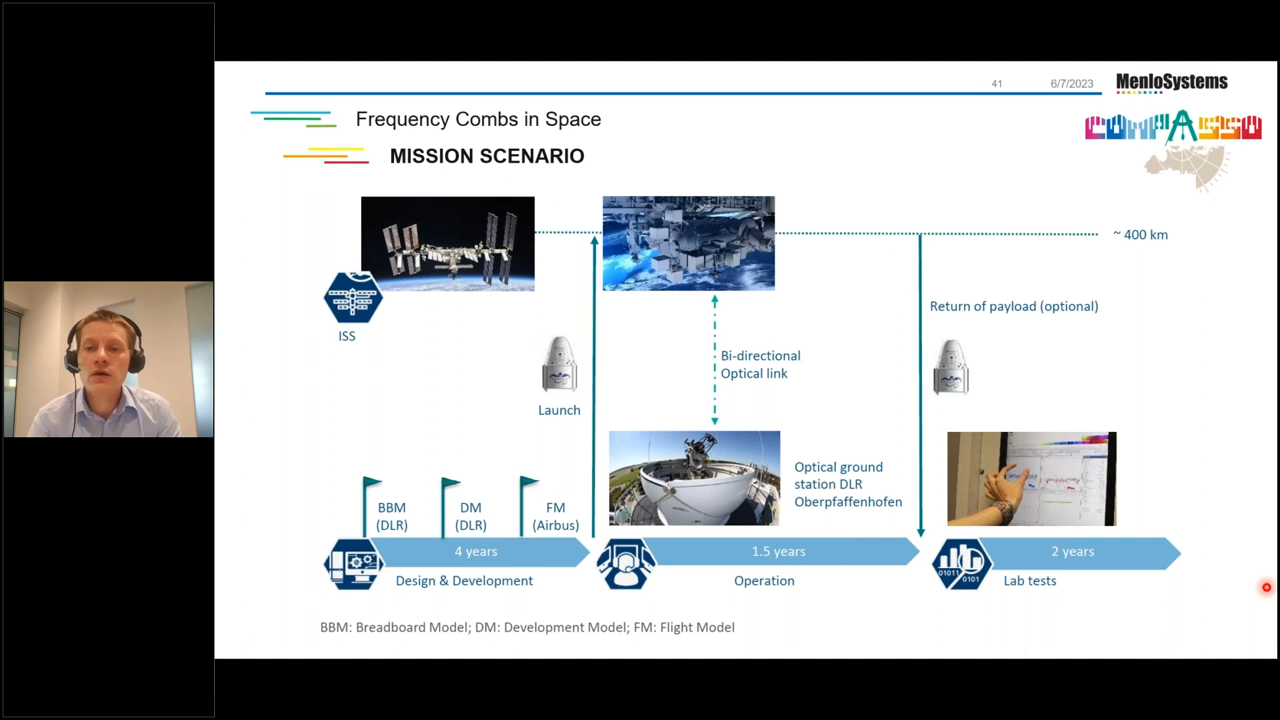 41
6/7/2023
MenloSystems
COMPASSO
Frequency Combs in Space
MISSION SCENARIO
~ 400 km
ISS
Launch
Bi-directional
Optical link
Return of payload (optional)
Optical ground
station DLR
Oberpfaffenhofen
BBM
(DLR)
DM
(DLR)
FM
(Airbus)
4 years
1.5 years
2 years
Design & Development
Operation
01011
0101
Lab tests
BBM: Breadboard Model; DM: Development Model; FM: Flight Model